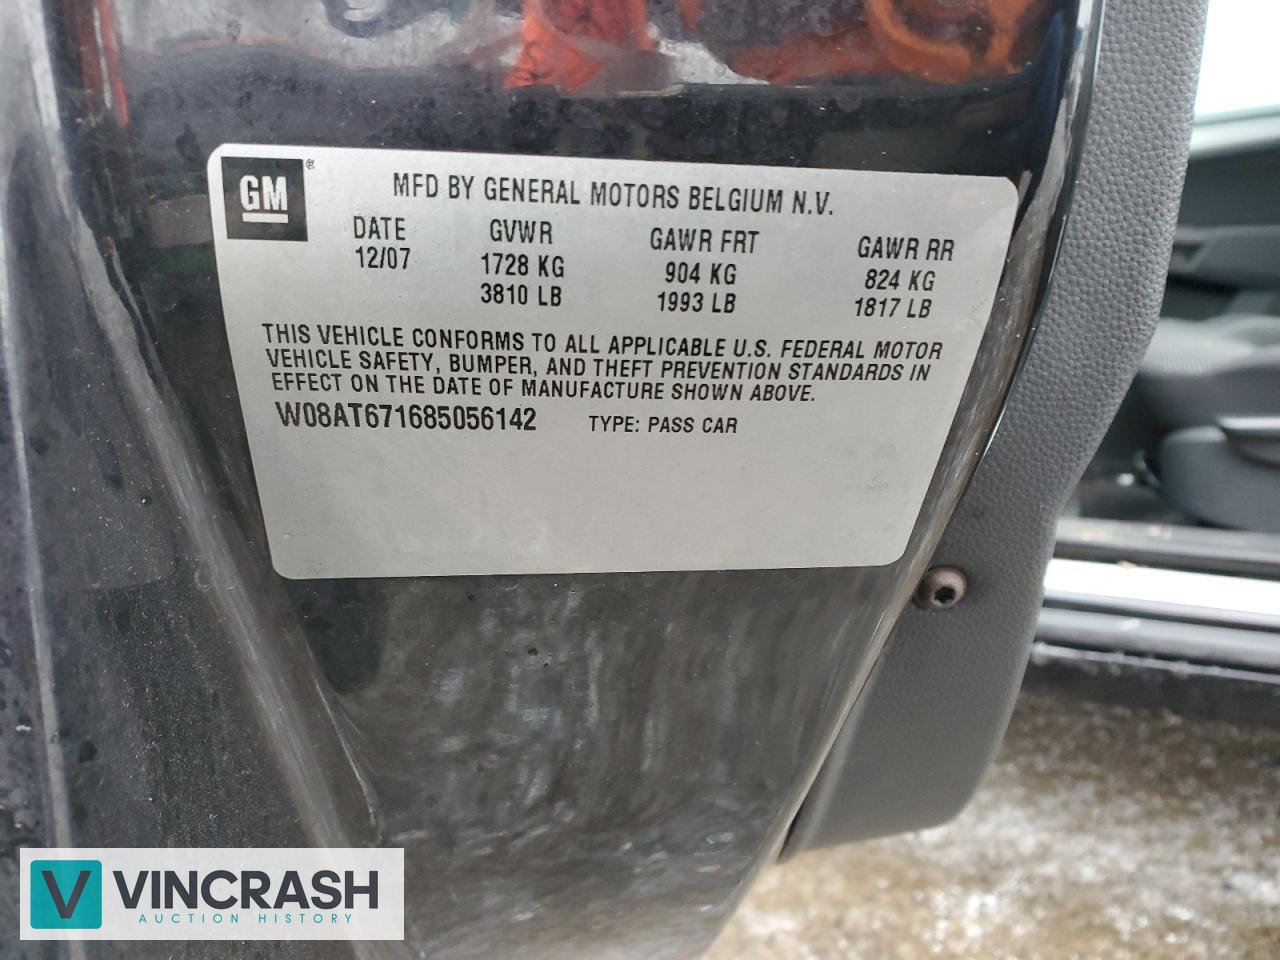 GM ®
MFD BY GENERAL MOTORS BELGIUM N.V.
DATE GVWR GAWR FRT GAWR RR
12/07 1728 KG 904 KG 824 KG
3810 LB 1993 LB 1817 LB
THIS VEHICLE CONFORMS TO ALL APPLICABLE U.S. FEDERAL MOTOR
VEHICLE SAFETY, BUMPER, AND THEFT PREVENTION STANDARDS IN
EFFECT ON THE DATE OF MANUFACTURE SHOWN ABOVE.
W08AT671685056142 TYPE: PASS CAR
V VINCRASH
AUCTION HISTORY